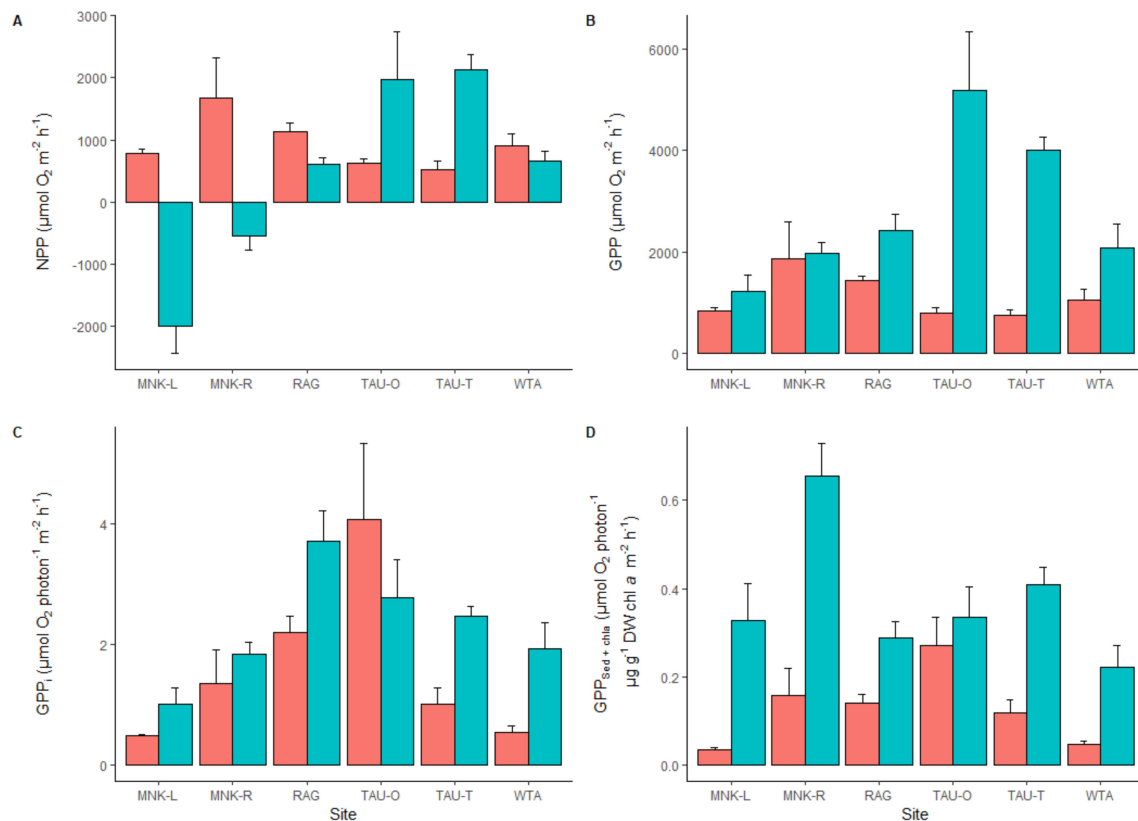 A
NPP (µmol O₂ m⁻² h⁻¹)
3000
2000
1000
0
-1000
-2000
MNK-L MNK-R RAG TAU-O TAU-T WTA
B
GPP (µmol O₂ m⁻² h⁻¹)
6000
4000
2000
0
MNK-L MNK-R RAG TAU-O TAU-T WTA
C
GPPᵢ (µmol O₂ photon⁻¹ m⁻² h⁻¹)
4
2
0
MNK-L MNK-R RAG TAU-O TAU-T WTA
Site
D
GPP Sed + chla (µmol O₂ photon⁻¹
µg g⁻¹ DW chl a m⁻² h⁻¹)
0.6
0.4
0.2
0.0
MNK-L MNK-R RAG TAU-O TAU-T WTA
Site